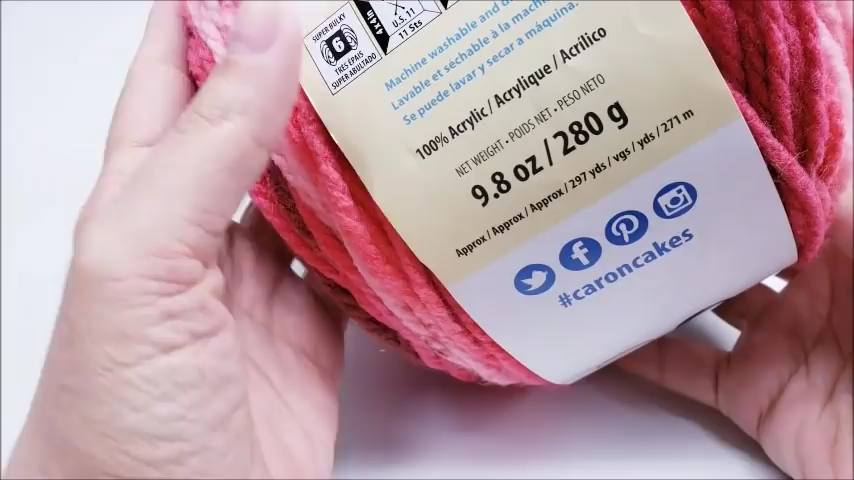 SUPER BULKY
6
TRÈS ÉPAIS
SUPER ABULTADO
4x4in
U.S. 11
11 Sts
Machine washable and
Lavable et séchable à la machine.
Se puede lavar y secar a máquina.
100% Acrylic / Acrylique / Acrílico
NET WEIGHT • POIDS NET • PESO NETO
9.8 oz / 280 g
Approx / Approx / Approx / 297 yds / vgs / yds / 271 m
#caroncakes